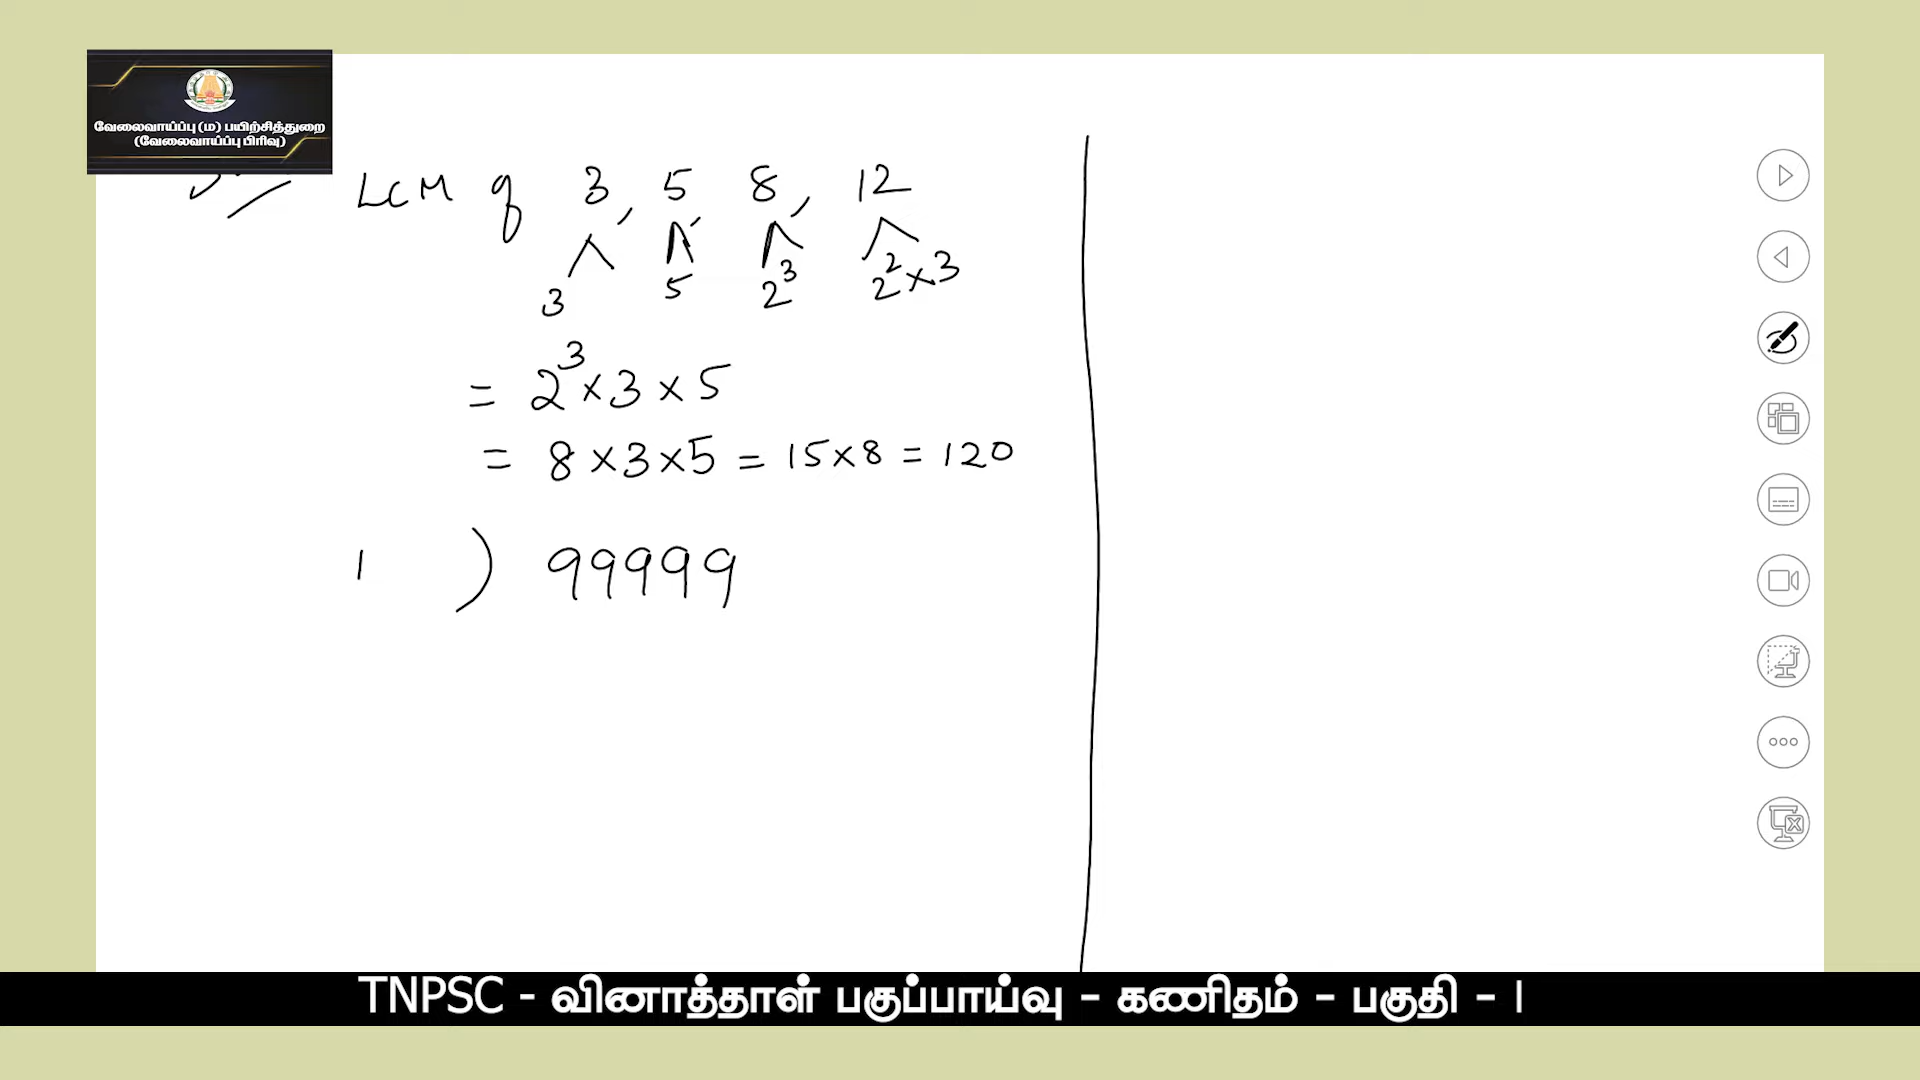 வேலைவாய்ப்பு (ம) பயிற்சித்துறை
(வேலைவாய்ப்பு பிரிவு)
LCM of 3, 5, 8, 12
3 5 2³ 2²×3
= 2³ × 3 × 5
= 8 × 3 × 5 = 15 × 8 = 120
1 ) 99999
TNPSC - வினாத்தாள் பகுப்பாய்வு - கணிதம் - பகுதி - I